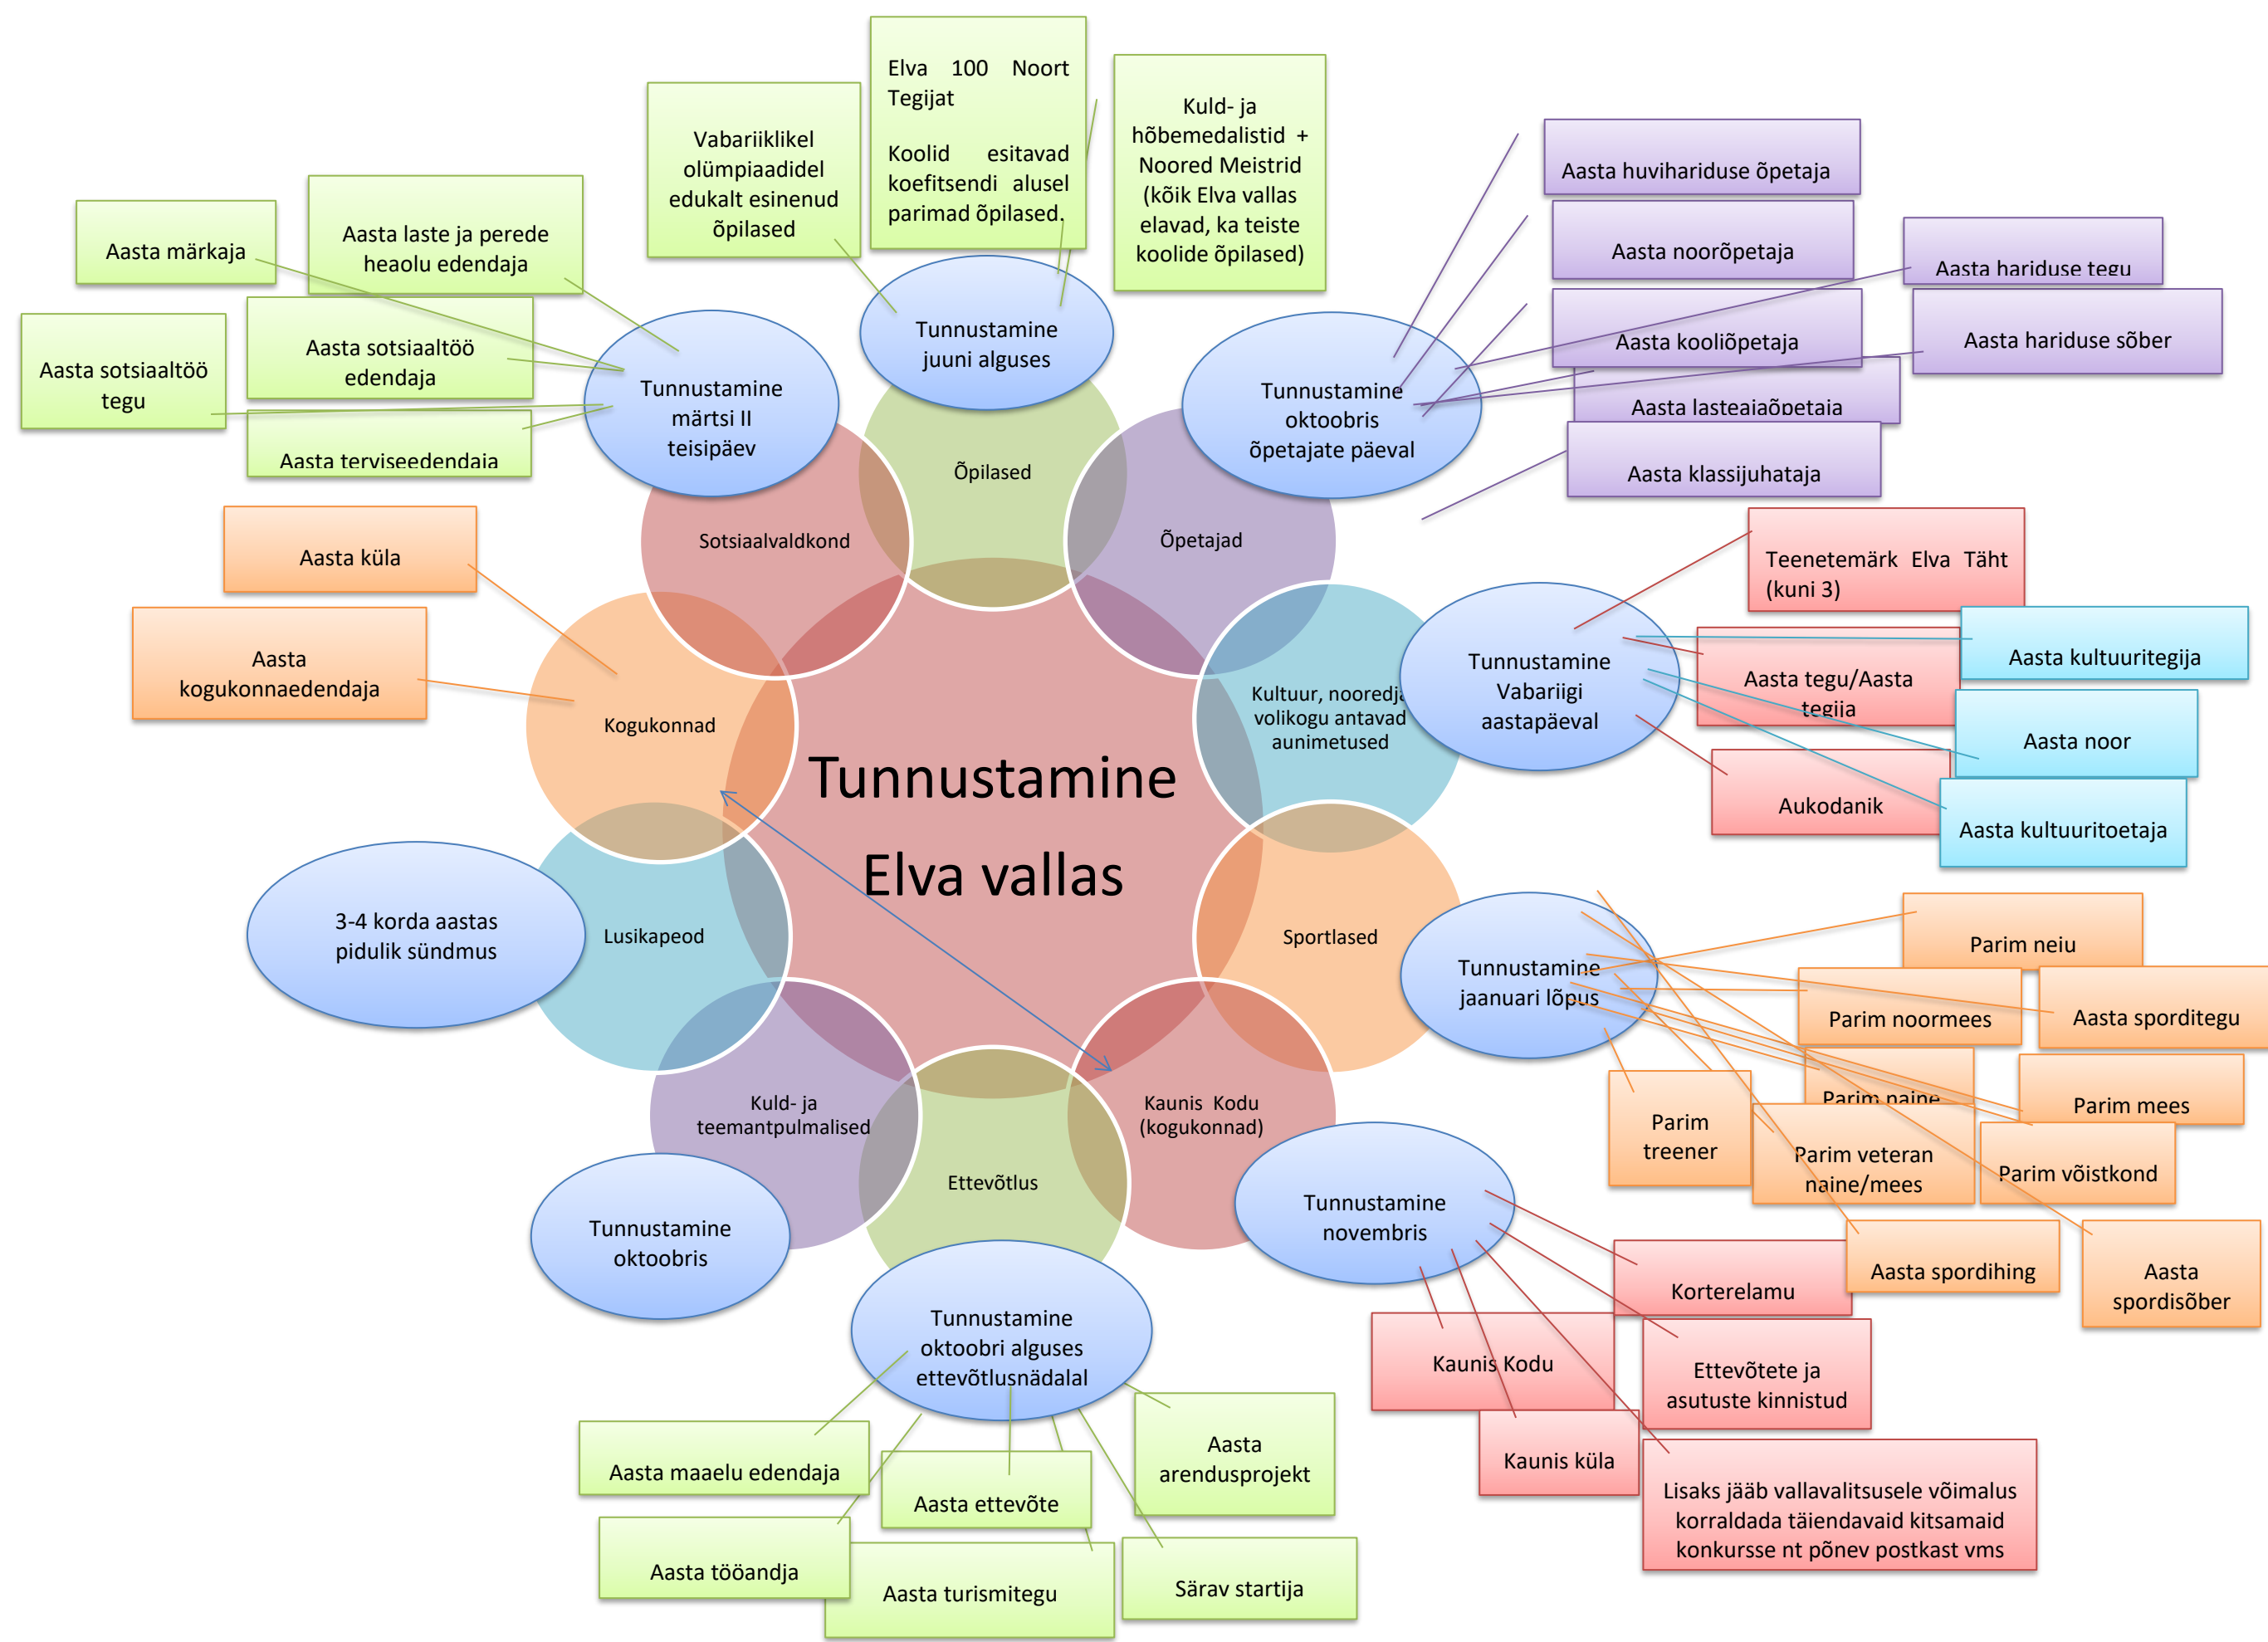 Elva 100 Noort
Tegijat
Koolid esitavad
koefitsendi alusel
parimad õpilased.
Kuld- ja
hõbemedalistid +
Noored Meistrid
(kõik Elva vallas
elavad, ka teiste
koolide õpilased)
Vabariiklikel
olümpiaadidel
edukalt esinenud
õpilased
Aasta märkaja
Aasta laste ja perede
heaolu edendaja
Aasta sotsiaaltöö
tegu
Aasta sotsiaaltöö
edendaja
Aasta terviseedendaja
Tunnustamine
märtsi II
teisipäev
Tunnustamine
juuni alguses
Tunnustamine
oktoobris
õpetajate päeval
Aasta huvihariduse õpetaja
Aasta noorõpetaja
Aasta hariduse tegu
Aasta kooliõpetaja
Aasta hariduse sõber
Aasta lasteaiaõpetaja
Aasta klassijuhataja
Õpilased
Sotsiaalvaldkond
Õpetajad
Aasta küla
Aasta
kogukonnaedendaja
Kogukonnad
Kultuur, nooredja
volikogu antavad
aunimetused
Tunnustamine
Vabariigi
aastapäeval
Teenetemärk Elva Täht
(kuni 3)
Aasta kultuuritegija
Aasta tegu/Aasta
tegija
Aasta noor
Aukodanik
Aasta kultuuritoetaja
Tunnustamine
Elva vallas
3-4 korda aastas
pidulik sündmus
Lusikapeod
Sportlased
Tunnustamine
jaanuari lõpus
Parim neiu
Parim noormees
Aasta sporditegu
Parim naine
Parim mees
Parim
treener
Parim veteran
naine/mees
Parim võistkond
Aasta spordihing
Aasta
spordisõber
Kuld- ja
teemantpulmalised
Tunnustamine
oktoobris
Ettevõtlus
Kaunis Kodu
(kogukonnad)
Tunnustamine
novembris
Korterelamu
Kaunis Kodu
Ettevõtete ja
asutuste kinnistud
Kaunis küla
Lisaks jääb vallavalitsusele võimalus
korraldada täiendavaid kitsamaid
konkursse nt põnev postkast vms
Tunnustamine
oktoobri alguses
ettevõtlusnädalal
Aasta maaelu edendaja
Aasta ettevõte
Aasta
arendusprojekt
Aasta tööandja
Aasta turismitegu
Särav startija